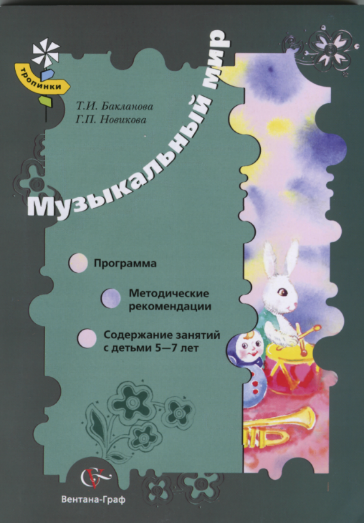 тропинки
Т.И. Бакланова
Г.П. Новикова
Музыкальный мир
Программа
Методические
рекомендации
Содержание занятий
с детьми 5—7 лет
Вентана-Граф